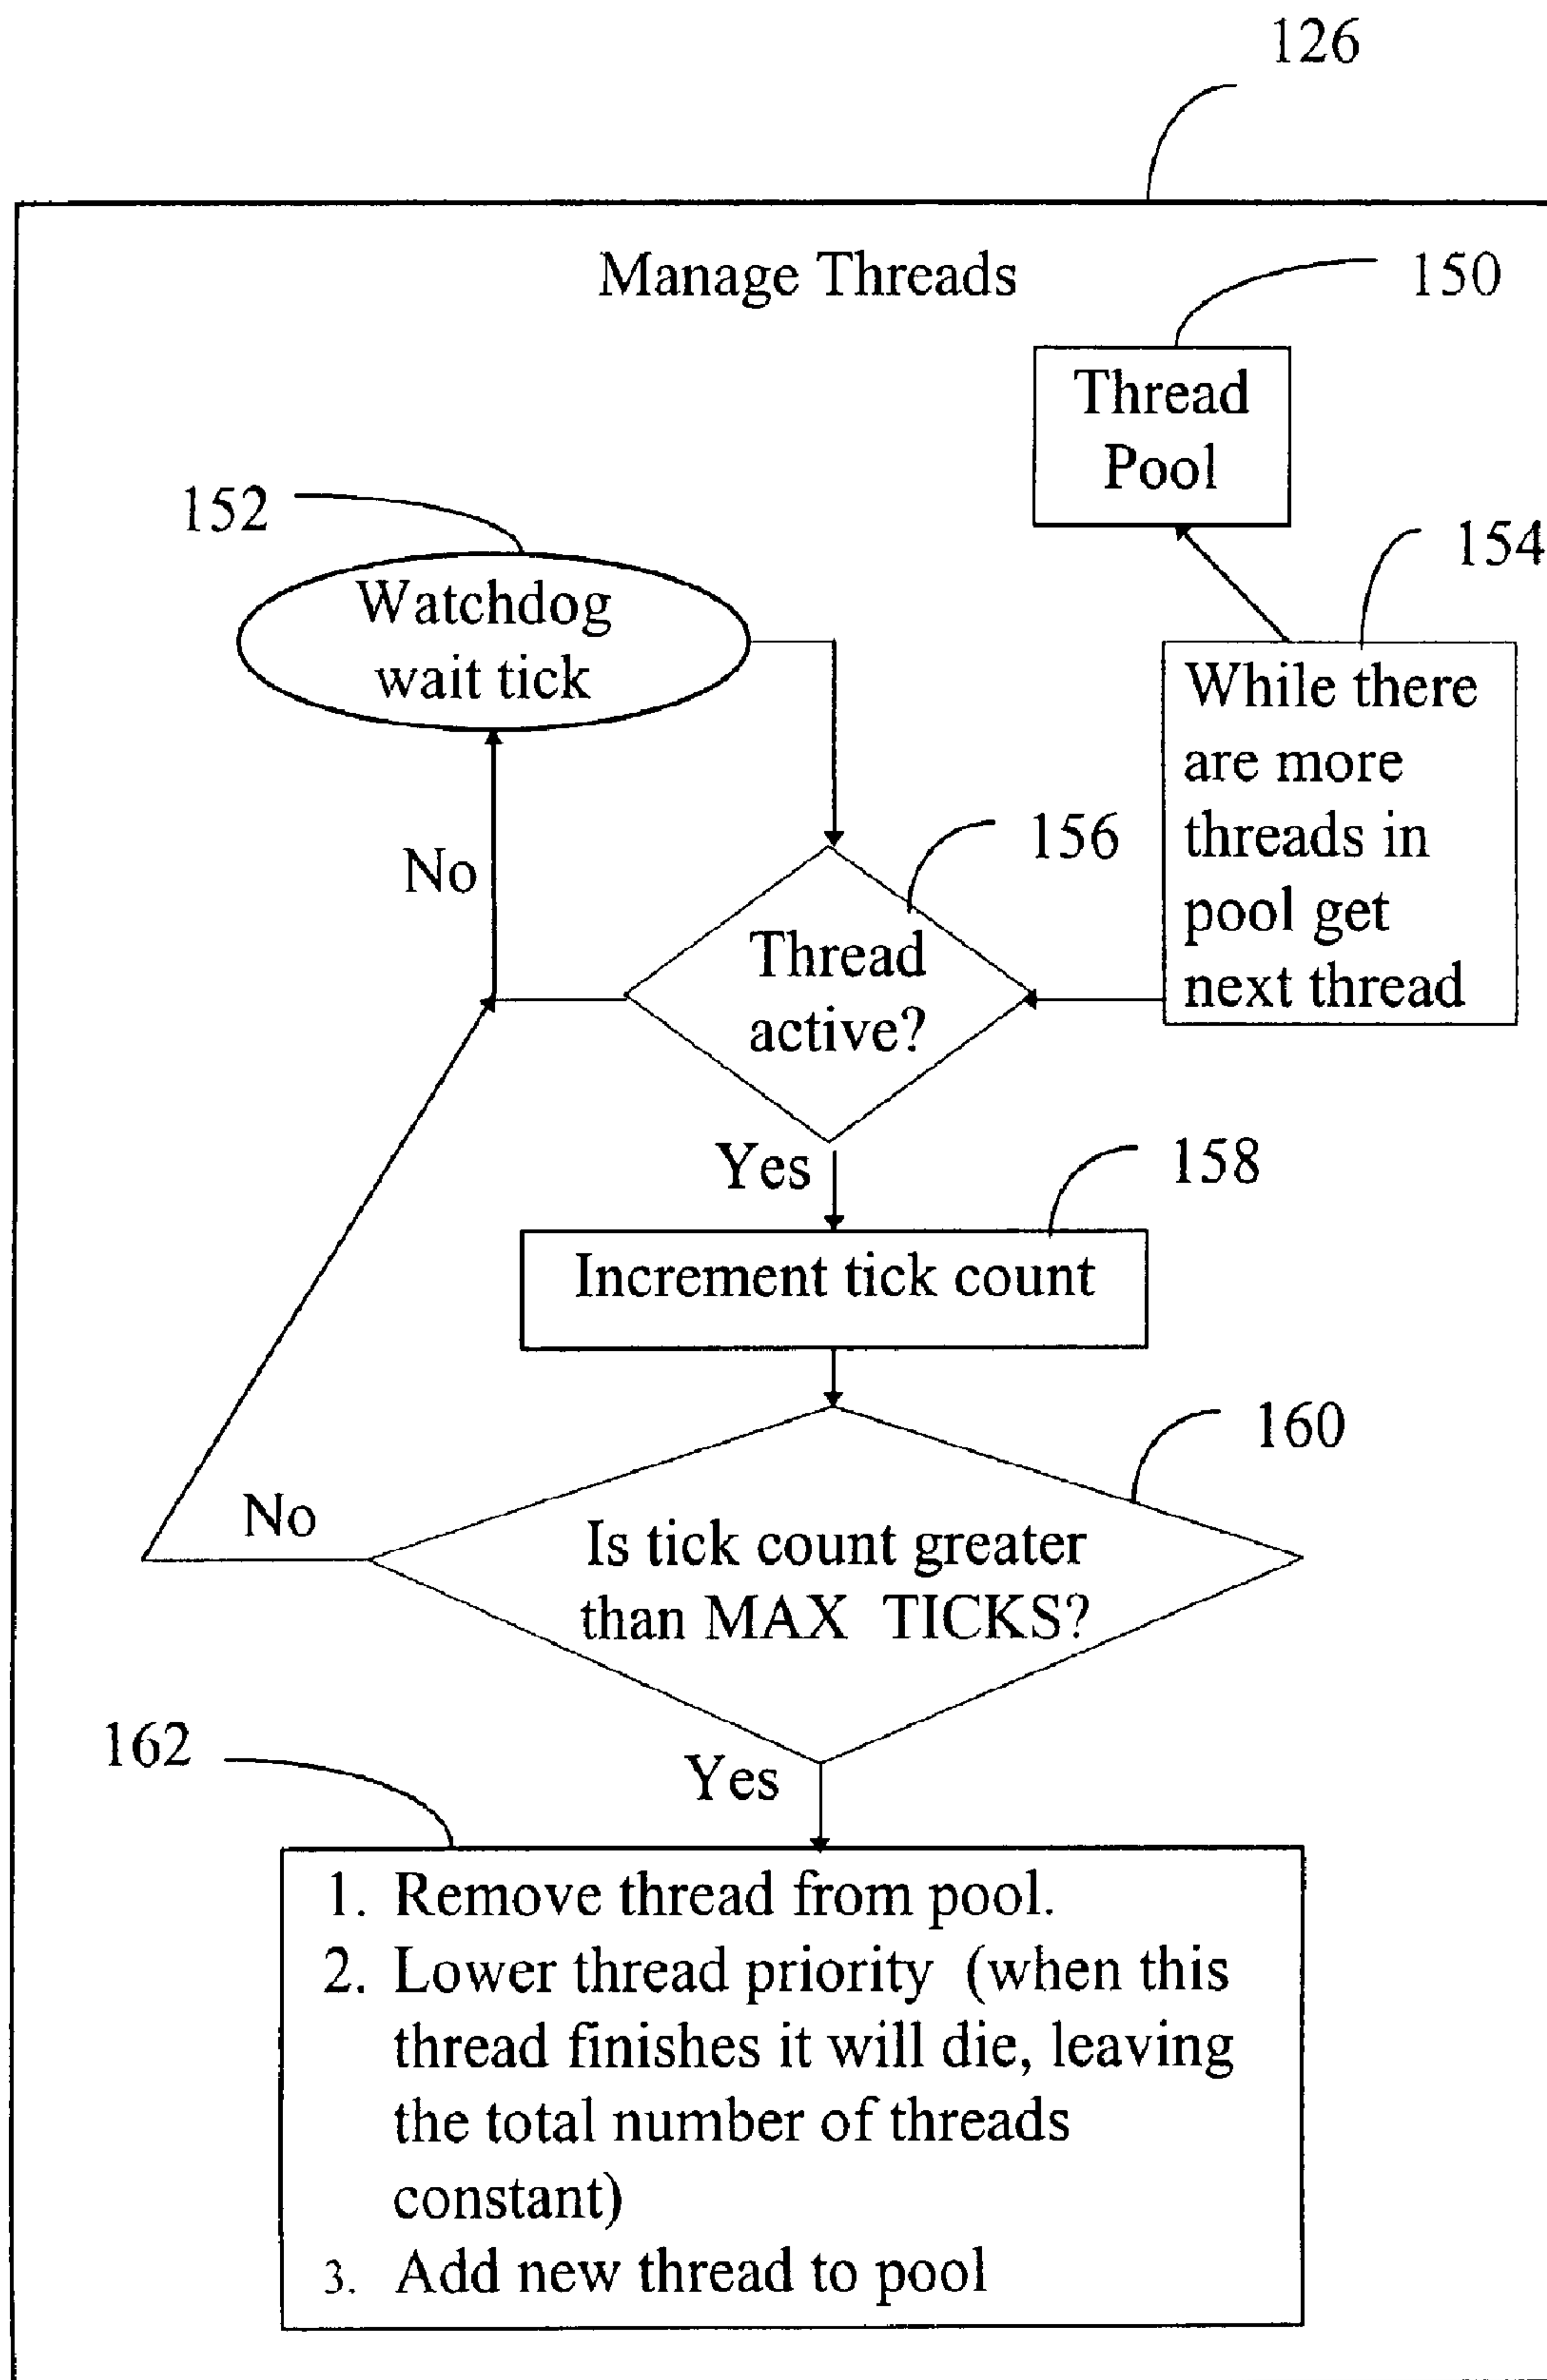 126
Manage Threads
150
Thread
Pool
152
154
Watchdog
wait tick
While there
are more
threads in
pool get
next thread
156
No
Thread
active?
Yes
158
Increment tick count
160
No
Is tick count greater
than MAX TICKS?
162
Yes
1. Remove thread from pool.
2. Lower thread priority (when this
thread finishes it will die, leaving
the total number of threads
constant)
3. Add new thread to pool